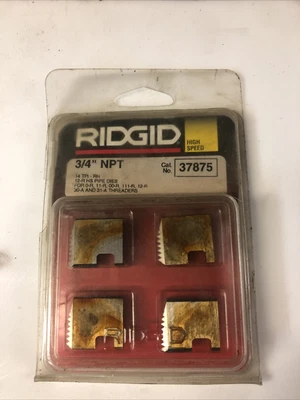 RIDGID
HIGH
SPEED
3/4" NPT
Cat.
No. 37875
14 TPI - RH
12-R HS PIPE DIES
FOR 0-R, 11-R, 00-R, 111-R, 12-R
30-A AND 31-A THREADERS